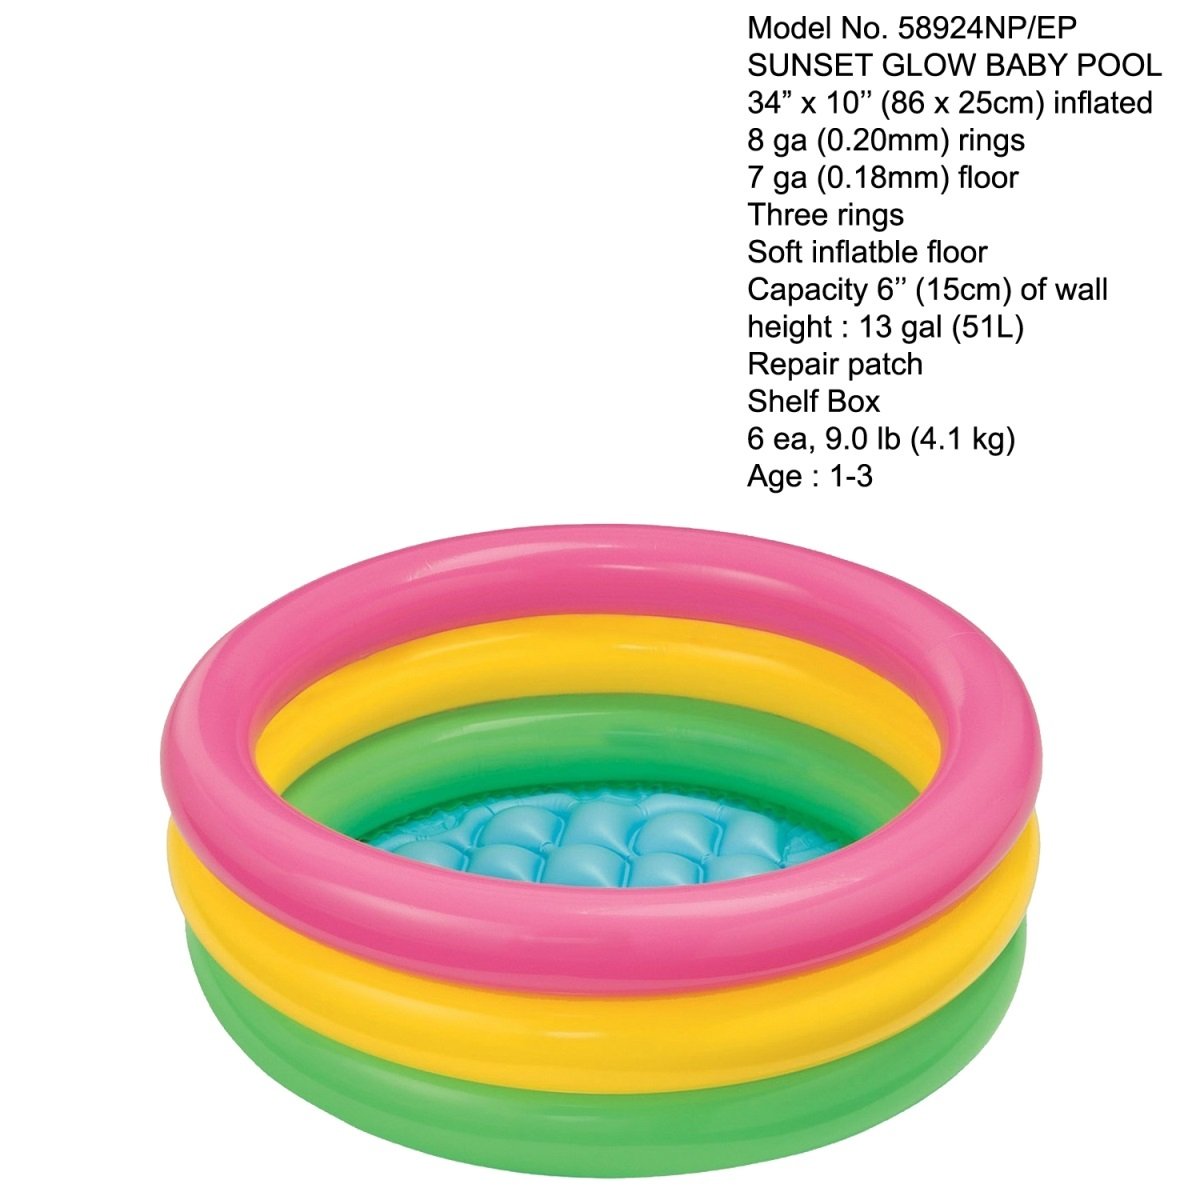 Model No. 58924NP/EP
SUNSET GLOW BABY POOL
34” x 10’’ (86 x 25cm) inflated
8 ga (0.20mm) rings
7 ga (0.18mm) floor
Three rings
Soft inflatble floor
Capacity 6’’ (15cm) of wall
height : 13 gal (51L)
Repair patch
Shelf Box
6 ea, 9.0 lb (4.1 kg)
Age : 1-3